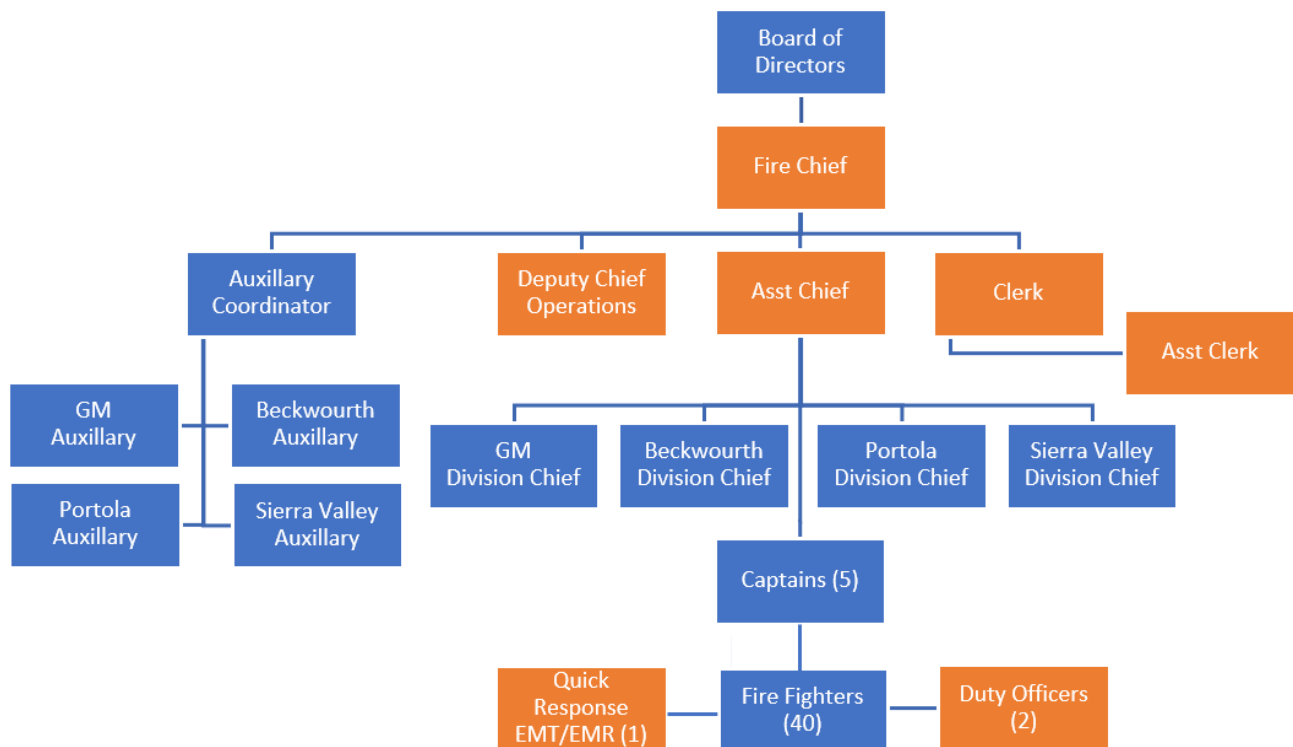 Board of
Directors
Fire Chief
Auxillary
Coordinator
Deputy Chief
Operations
Asst Chief
Clerk
Asst Clerk
GM
Auxillary
Beckwourth
Auxillary
Portola
Auxillary
Sierra Valley
Auxillary
GM
Division Chief
Beckwourth
Division Chief
Portola
Division Chief
Sierra Valley
Division Chief
Captains (5)
Quick
Response
EMT/EMR (1)
Fire Fighters
(40)
Duty Officers
(2)